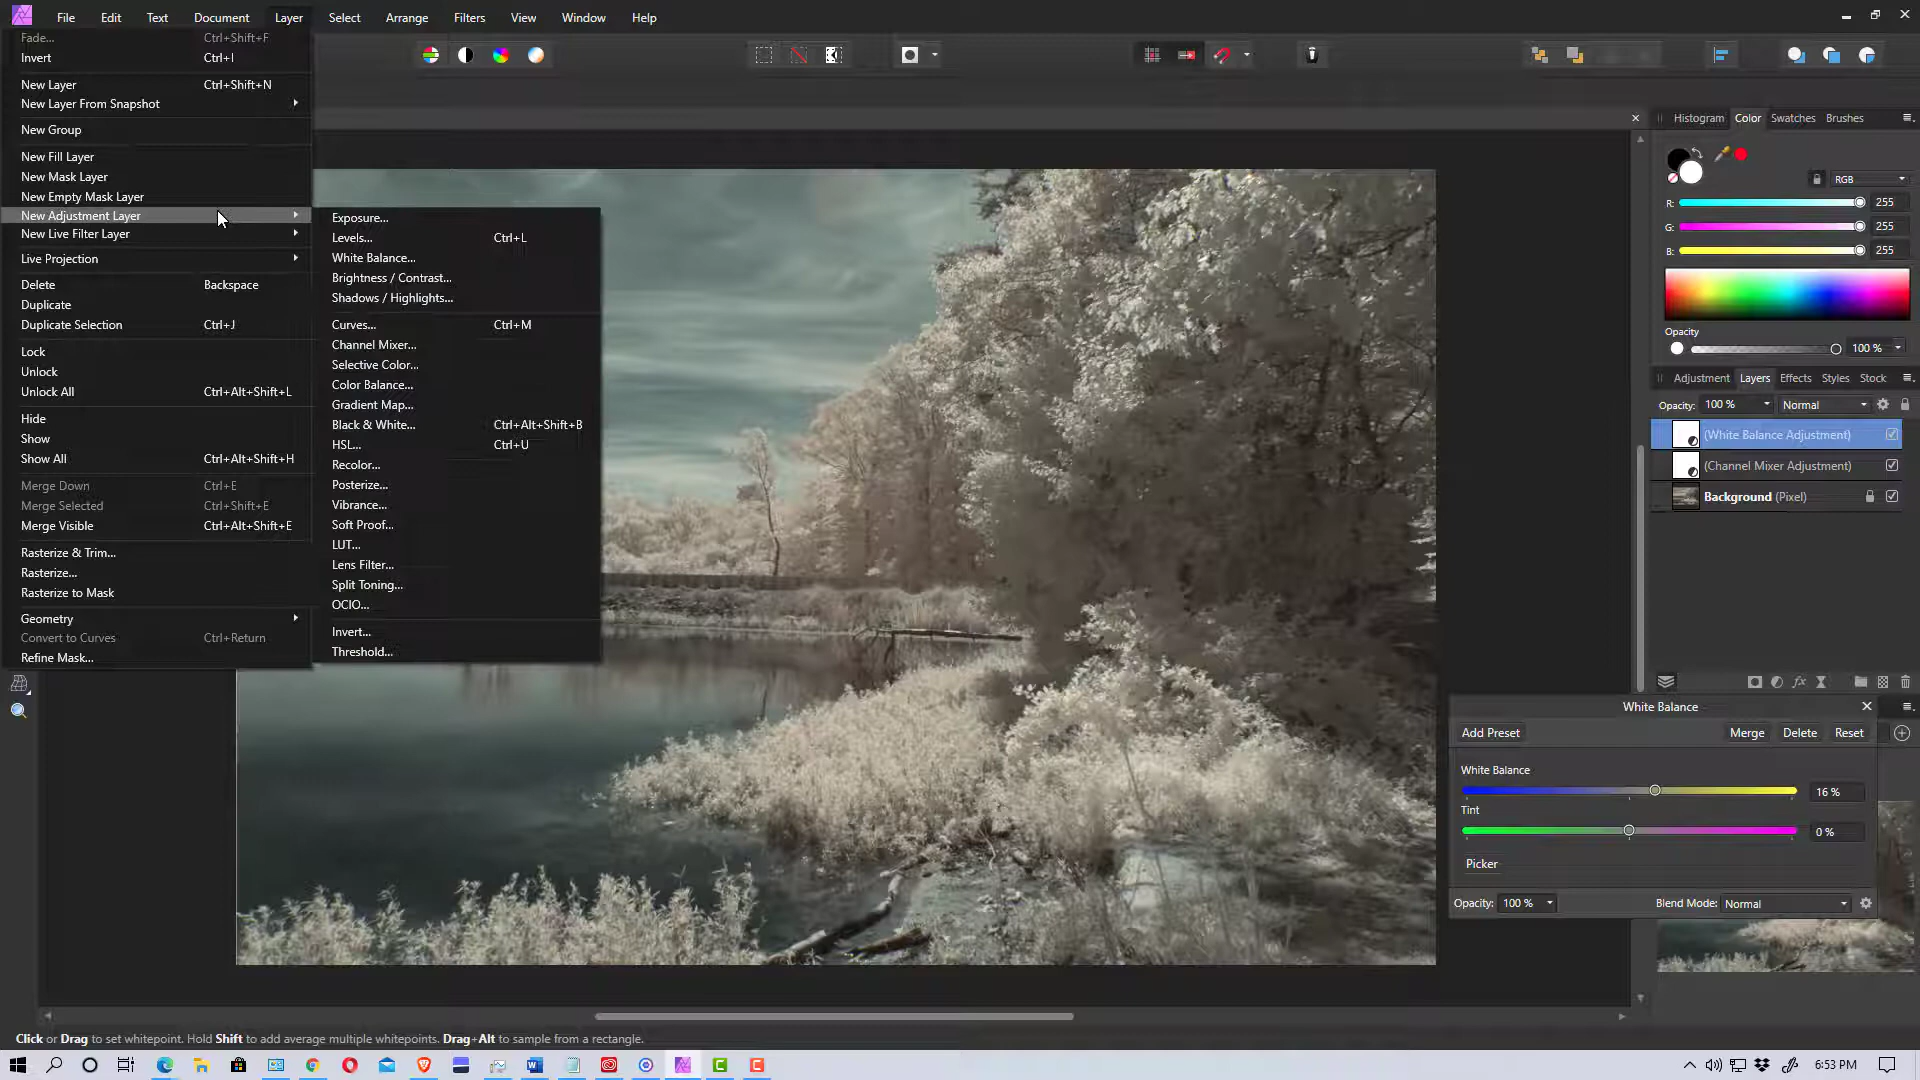 File Edit Text Document Layer Select Arrange Filters View Window Help
Fade... Ctrl+Shift+F
Invert Ctrl+I
New Layer Ctrl+Shift+N
New Layer From Snapshot
New Group
New Fill Layer
New Mask Layer
New Empty Mask Layer
New Adjustment Layer
New Live Filter Layer
Live Projection
Delete Backspace
Duplicate
Duplicate Selection Ctrl+J
Lock
Unlock
Unlock All Ctrl+Alt+Shift+L
Hide
Show
Show All Ctrl+Alt+Shift+H
Merge Down Ctrl+E
Merge Selected Ctrl+Shift+E
Merge Visible Ctrl+Alt+Shift+E
Rasterize & Trim...
Rasterize...
Rasterize to Mask
Geometry
Convert to Curves Ctrl+Return
Refine Mask...
Exposure...
Levels... Ctrl+L
White Balance...
Brightness / Contrast...
Shadows / Highlights...
Curves... Ctrl+M
Channel Mixer...
Selective Color...
Color Balance...
Gradient Map...
Black & White... Ctrl+Alt+Shift+B
HSL... Ctrl+U
Recolor...
Posterize...
Vibrance...
Soft Proof...
LUT...
Lens Filter...
Split Toning...
OCIO...
Invert...
Threshold...
Histogram Color Swatches Brushes
RGB
R: 255
G: 255
B: 255
Opacity
100 %
Adjustment Layers Effects Styles Stock
Opacity: 100 % Normal
(White Balance Adjustment)
(Channel Mixer Adjustment)
Background (Pixel)
White Balance
Add Preset Merge Delete Reset
White Balance
16 %
Tint
0 %
Picker
Opacity: 100 % Blend Mode: Normal
Click or Drag to set whitepoint. Hold Shift to add average multiple whitepoints. Drag+Alt to sample from a rectangle.
6:53 PM